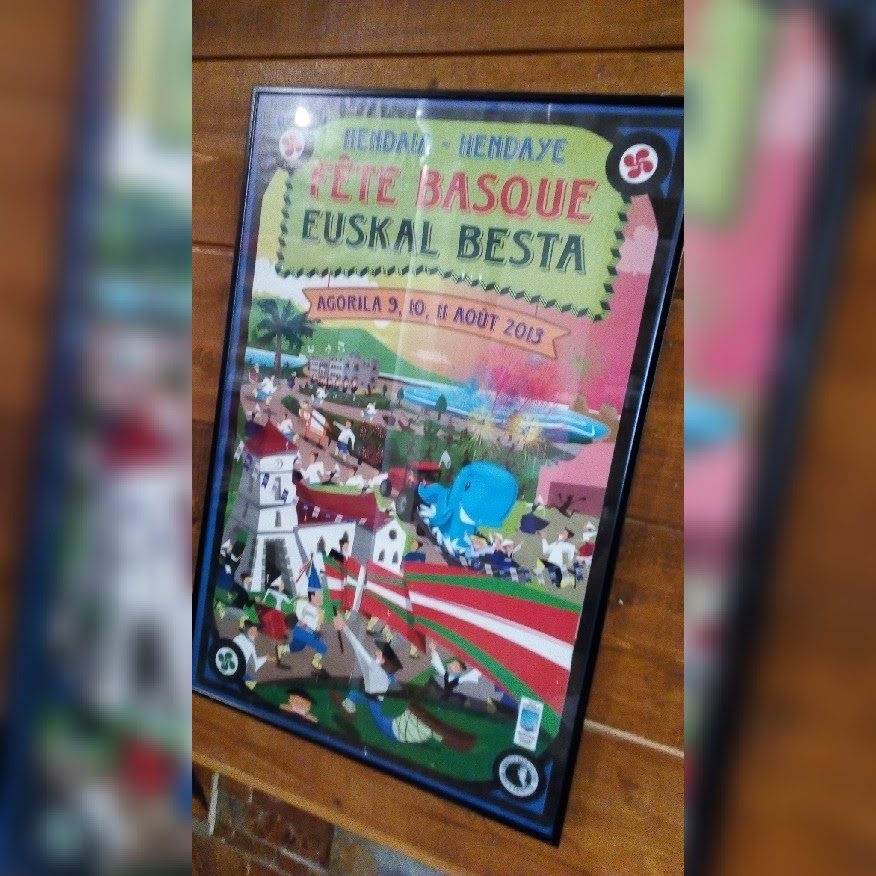 HENDAIA - HENDAYE
FÊTE BASQUE
EUSKAL BESTA
AGORILA 9, 10, 11 AOÛT 2013